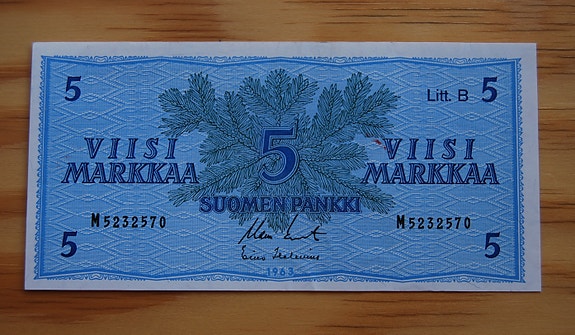 5
Litt. B 5
5
VIISI MARKKAA
VIISI MARKKAA
SUOMEN PANKKI
M5232570
M5232570
5
5
1963